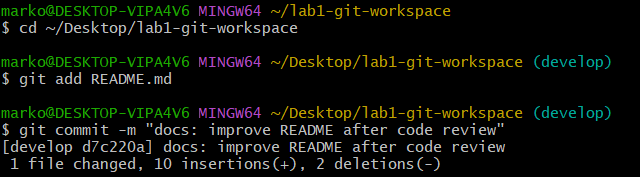 marko@DESKTOP-VIPA4V6 MINGW64 ~/lab1-git-workspace
$ cd ~/Desktop/lab1-git-workspace
marko@DESKTOP-VIPA4V6 MINGW64 ~/Desktop/lab1-git-workspace (develop)
$ git add README.md
marko@DESKTOP-VIPA4V6 MINGW64 ~/Desktop/lab1-git-workspace (develop)
$ git commit -m "docs: improve README after code review"
[develop d7c220a] docs: improve README after code review
 1 file changed, 10 insertions(+), 2 deletions(-)